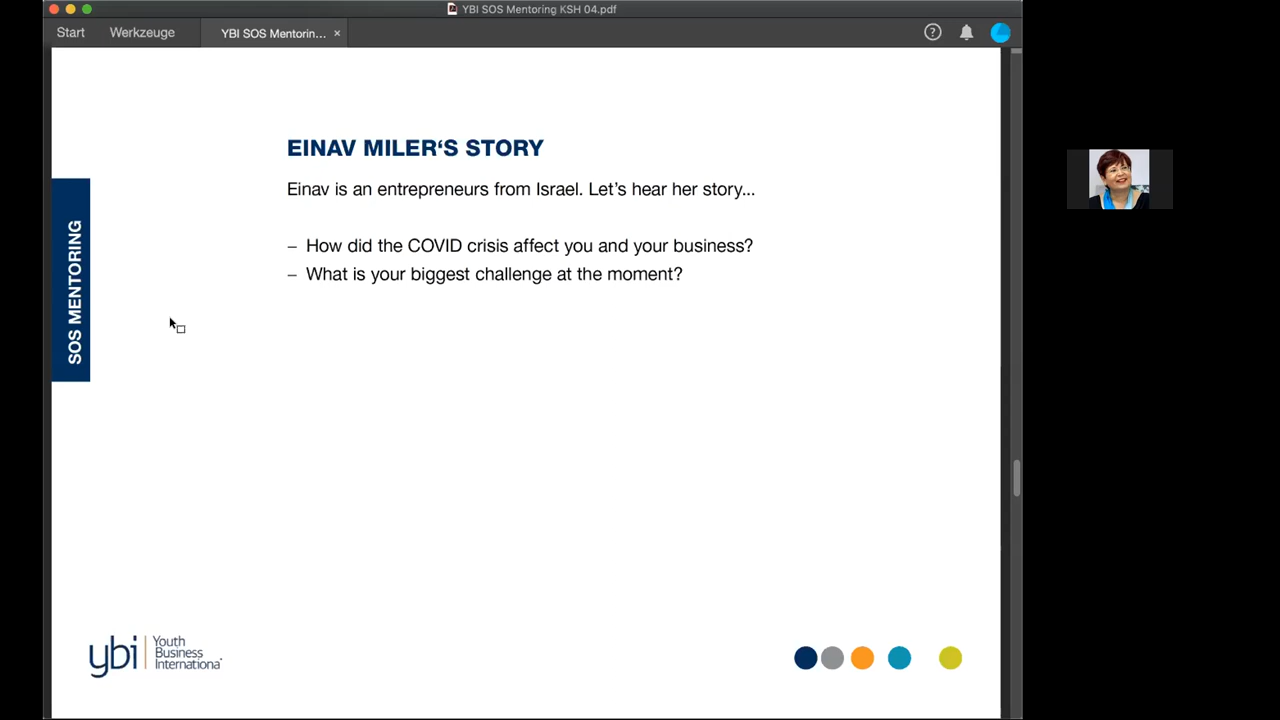 YBI SOS Mentoring KSH 04.pdf
Start
Werkzeuge
YBI SOS Mentorin...
EINAV MILER‘S STORY
Einav is an entrepreneurs from Israel. Let’s hear her story...
– How did the COVID crisis affect you and your business?
– What is your biggest challenge at the moment?
SOS MENTORING
ybi
Youth
Business
International